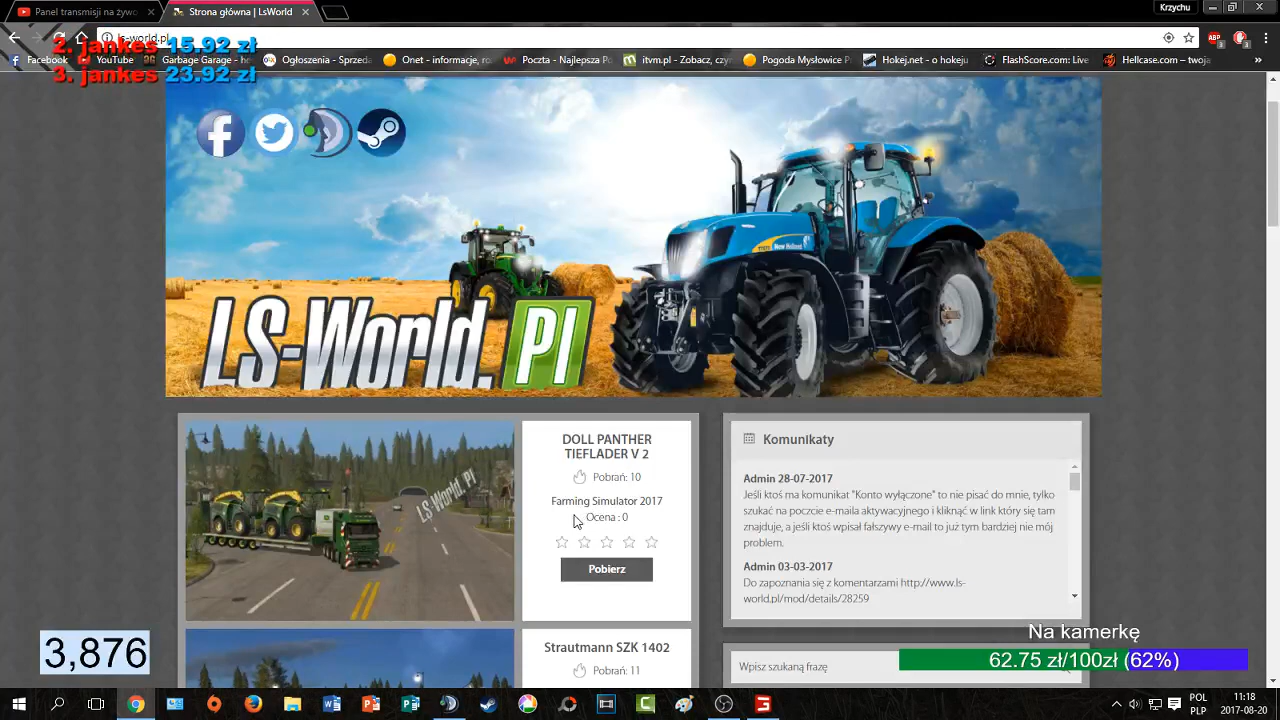 Panel transmisji na żywo
Strona główna | LsWorld
Krzychu
ls-world.pl
2. jankes 15.92 zł
3. jankes 23.92 zł
Facebook
YouTube
Garbage Garage -
Ogłoszenia - Sprzeda
Onet - informacje, ro
Poczta - Najlepsza Po
itvm.pl - Zobacz, czyn
Pogoda Mysłowice P
Hokej.net - o hokeju
FlashScore.com: Live
Hellcase.com – twoja
»
LS-World.Pl
DOLL PANTHER
TIEFLADER V 2
Pobrań: 10
Farming Simulator 2017
Ocena : 0
Pobierz
LS-World.Pl
Komunikaty
Admin 28-07-2017
Jeśli ktoś ma komunikat "Konto wyłączone" to nie pisać do mnie, tylko
szukać na poczcie e-maila aktywacyjnego i kliknąć w link który się tam
znajduje, a jeśli ktoś wpisał fałszywy e-mail to już tym bardziej nie mój
problem.
Admin 03-03-2017
Do zapoznania się z komentarzami http://www.ls-
world.pl/mod/details/28259
Strautmann SZK 1402
Pobrań: 11
Wpisz szukaną frazę
3,876
Na kamerkę
62.75 zł/100zł (62%)
POL
PLP
11:18
2017-08-20